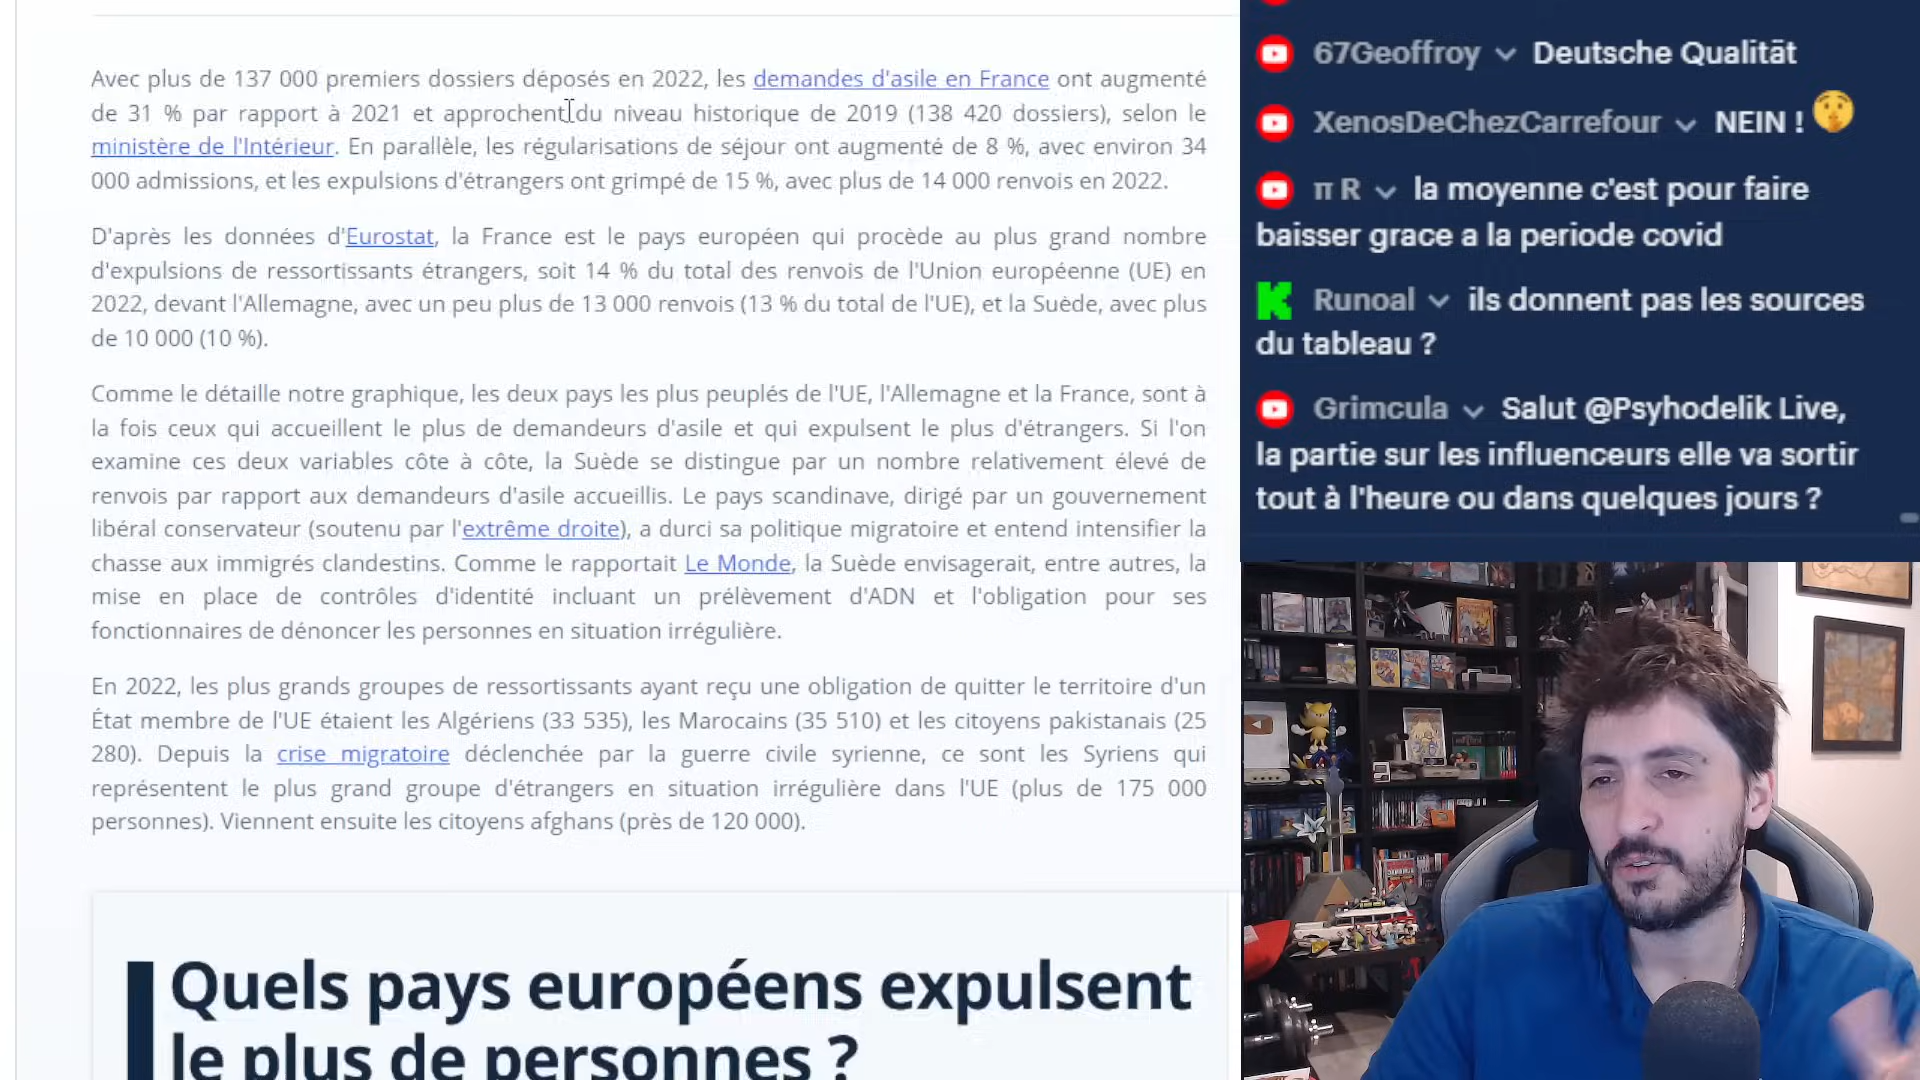 Avec plus de 137 000 premiers dossiers déposés en 2022, les demandes d'asile en France ont augmenté
de 31 % par rapport à 2021 et approchent du niveau historique de 2019 (138 420 dossiers), selon le
ministère de l'Intérieur. En parallèle, les régularisations de séjour ont augmenté de 8 %, avec environ 34
000 admissions, et les expulsions d'étrangers ont grimpé de 15 %, avec plus de 14 000 renvois en 2022.
D'après les données d'Eurostat, la France est le pays européen qui procède au plus grand nombre
d'expulsions de ressortissants étrangers, soit 14 % du total des renvois de l'Union européenne (UE) en
2022, devant l'Allemagne, avec un peu plus de 13 000 renvois (13 % du total de l'UE), et la Suède, avec plus
de 10 000 (10 %).
Comme le détaille notre graphique, les deux pays les plus peuplés de l'UE, l'Allemagne et la France, sont à
la fois ceux qui accueillent le plus de demandeurs d'asile et qui expulsent le plus d'étrangers. Si l'on
examine ces deux variables côte à côte, la Suède se distingue par un nombre relativement élevé de
renvois par rapport aux demandeurs d'asile accueillis. Le pays scandinave, dirigé par un gouvernement
libéral conservateur (soutenu par l'extrême droite), a durci sa politique migratoire et entend intensifier la
chasse aux immigrés clandestins. Comme le rapportait Le Monde, la Suède envisagerait, entre autres, la
mise en place de contrôles d'identité incluant un prélèvement d'ADN et l'obligation pour ses
fonctionnaires de dénoncer les personnes en situation irrégulière.
En 2022, les plus grands groupes de ressortissants ayant reçu une obligation de quitter le territoire d'un
État membre de l'UE étaient les Algériens (33 535), les Marocains (35 510) et les citoyens pakistanais (25
280). Depuis la crise migratoire déclenchée par la guerre civile syrienne, ce sont les Syriens qui
représentent le plus grand groupe d'étrangers en situation irrégulière dans l'UE (plus de 175 000
personnes). Viennent ensuite les citoyens afghans (près de 120 000).
Quels pays européens expulsent
le plus de personnes ?
67Geoffroy Deutsche Qualität
XenosDeChezCarrefour NEIN ! 🤫
π R la moyenne c'est pour faire
baisser grace a la periode covid
Runoal ils donnent pas les sources
du tableau ?
Grimcula Salut @Psyhodelik Live,
la partie sur les influenceurs elle va sortir
tout à l'heure ou dans quelques jours ?